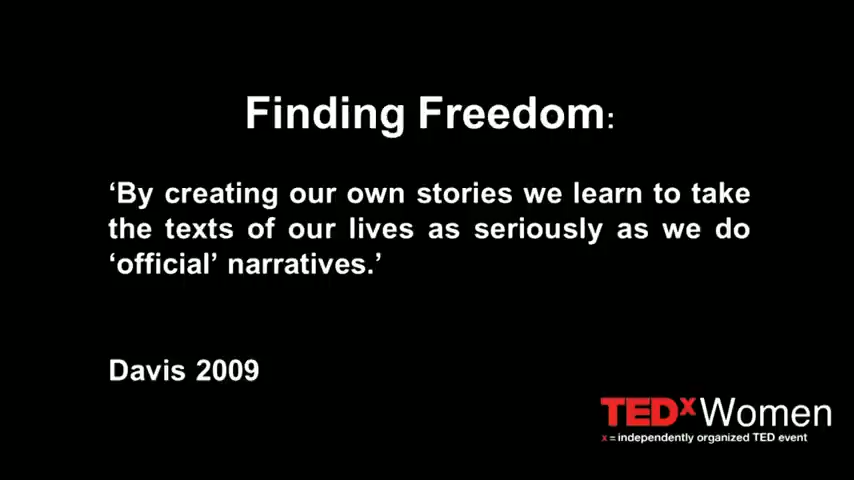 Finding Freedom:
‘By creating our own stories we learn to take
the texts of our lives as seriously as we do
‘official’ narratives.’
Davis 2009
TEDxWomen
x = independently organized TED event